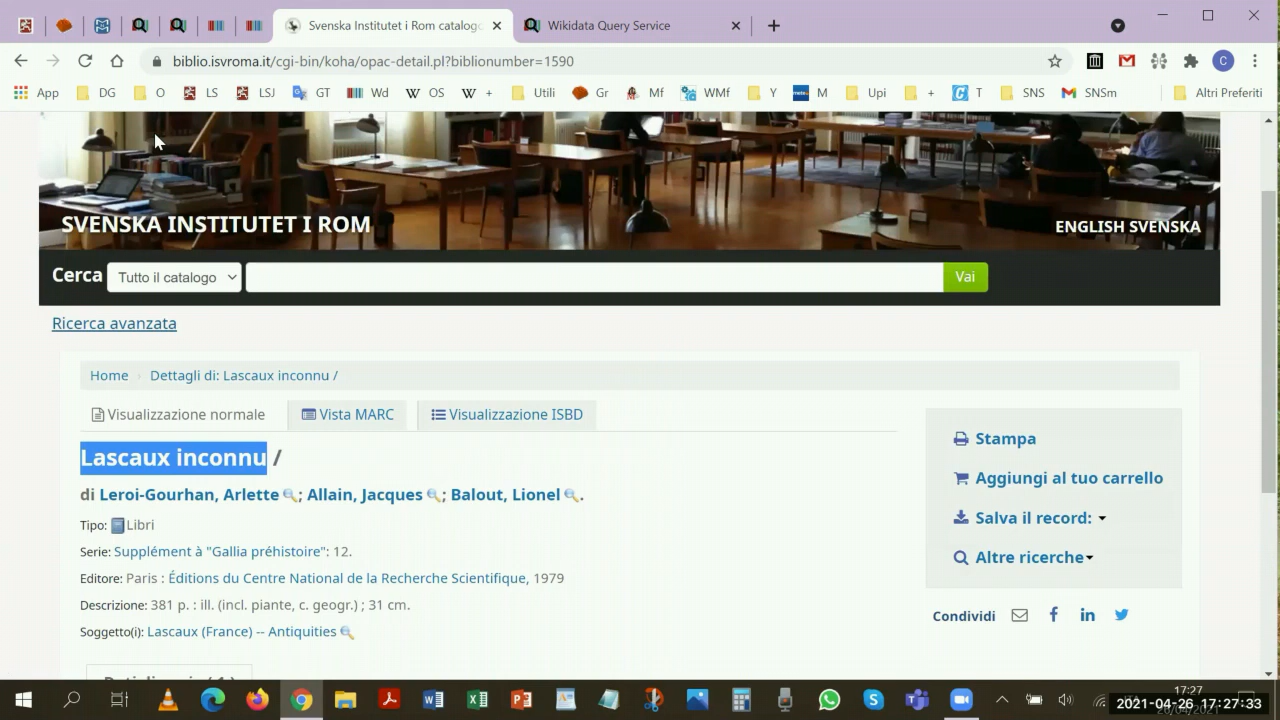 Svenska Institutet i Rom catalogo
Wikidata Query Service
biblio.isvroma.it/cgi-bin/koha/opac-detail.pl?biblionumber=1590
C
App DG O LS LSJ GT Wd OS + Utili Gr Mf WMf Y M Upi + T SNS SNSm Altri Preferiti
SVENSKA INSTITUTET I ROM
ENGLISH SVENSKA
Cerca Tutto il catalogo Vai
Ricerca avanzata
Home Dettagli di: Lascaux inconnu /
Visualizzazione normale Vista MARC Visualizzazione ISBD
Lascaux inconnu /
di Leroi-Gourhan, Arlette; Allain, Jacques; Balout, Lionel.
Tipo: Libri
Serie: Supplément à "Gallia préhistoire": 12.
Editore: Paris : Éditions du Centre National de la Recherche Scientifique, 1979
Descrizione: 381 p. : ill. (incl. piante, c. geogr.) ; 31 cm.
Soggetto(i): Lascaux (France) -- Antiquities
Stampa
Aggiungi al tuo carrello
Salva il record:
Altre ricerche
Condividi
17:27
2021-04-26 17:27:33